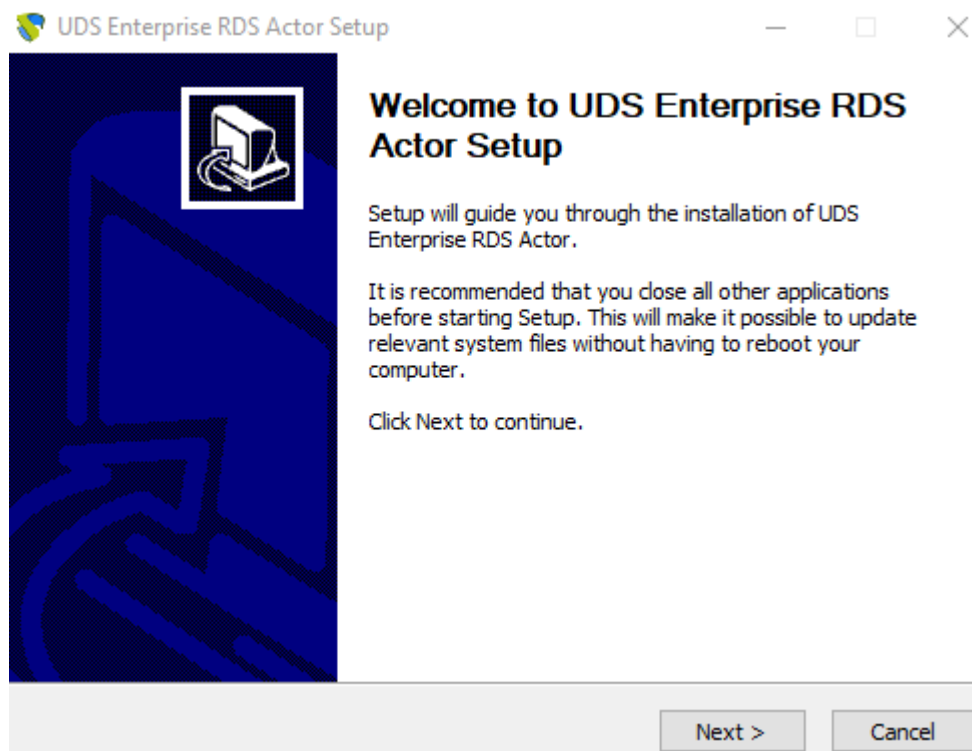 UDS Enterprise RDS Actor Setup
Welcome to UDS Enterprise RDS
Actor Setup
Setup will guide you through the installation of UDS
Enterprise RDS Actor.
It is recommended that you close all other applications
before starting Setup. This will make it possible to update
relevant system files without having to reboot your
computer.
Click Next to continue.
Next >
Cancel